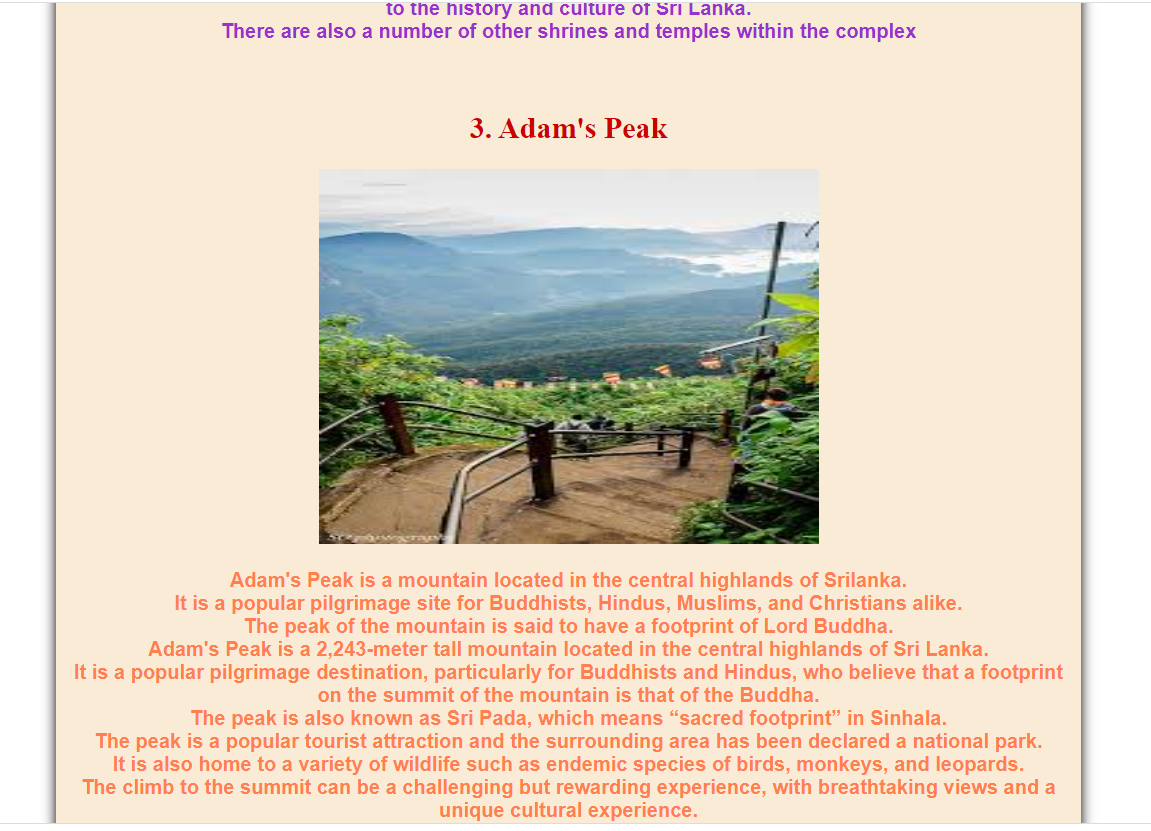 to the history and culture of Sri Lanka.
There are also a number of other shrines and temples within the complex
3. Adam's Peak
Adam's Peak is a mountain located in the central highlands of Srilanka.
It is a popular pilgrimage site for Buddhists, Hindus, Muslims, and Christians alike.
The peak of the mountain is said to have a footprint of Lord Buddha.
Adam's Peak is a 2,243-meter tall mountain located in the central highlands of Sri Lanka.
It is a popular pilgrimage destination, particularly for Buddhists and Hindus, who believe that a footprint
on the summit of the mountain is that of the Buddha.
The peak is also known as Sri Pada, which means “sacred footprint” in Sinhala.
The peak is a popular tourist attraction and the surrounding area has been declared a national park.
It is also home to a variety of wildlife such as endemic species of birds, monkeys, and leopards.
The climb to the summit can be a challenging but rewarding experience, with breathtaking views and a
unique cultural experience.